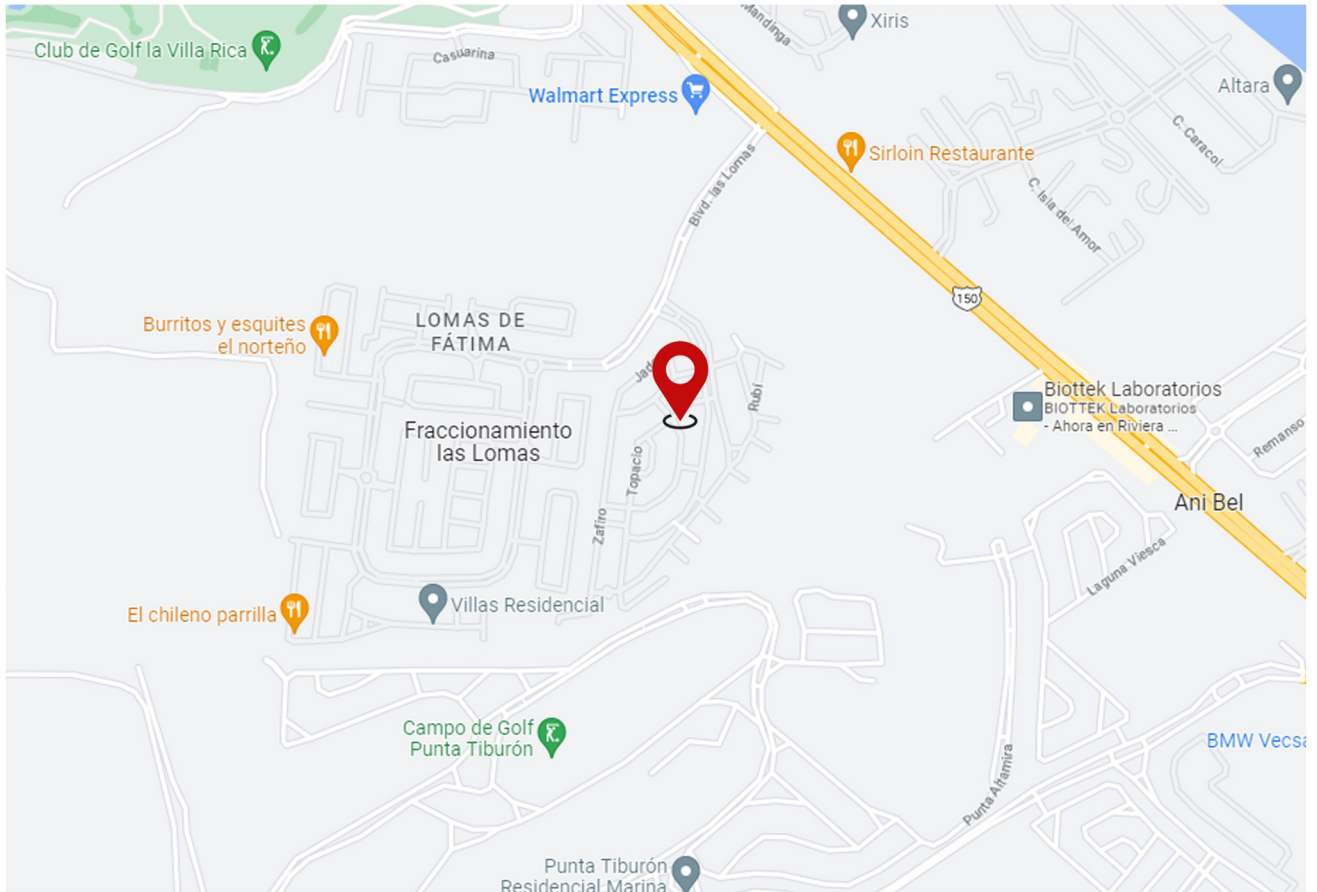 Mandinga
Xiris
Club de Golf la Villa Rica
Casuarina
Walmart Express
Altara
C. Caracol
Sirloin Restaurante
Blvd. las Lomas
C. Isla del Amor
150
Burritos y esquites
el norteño
LOMAS DE
FÁTIMA
Rubí
Biottek Laboratorios
BIOTTEK Laboratorios
- Ahora en Riviera ...
Fraccionamiento
las Lomas
Remanso
Topacio
Ani Bel
Zafiro
Laguna Viesca
El chileno parrilla
Villas Residencial
Campo de Golf
Punta Tiburón
BMW Vecsa
Punta Altamira
Punta Tiburón
Residencial Marina